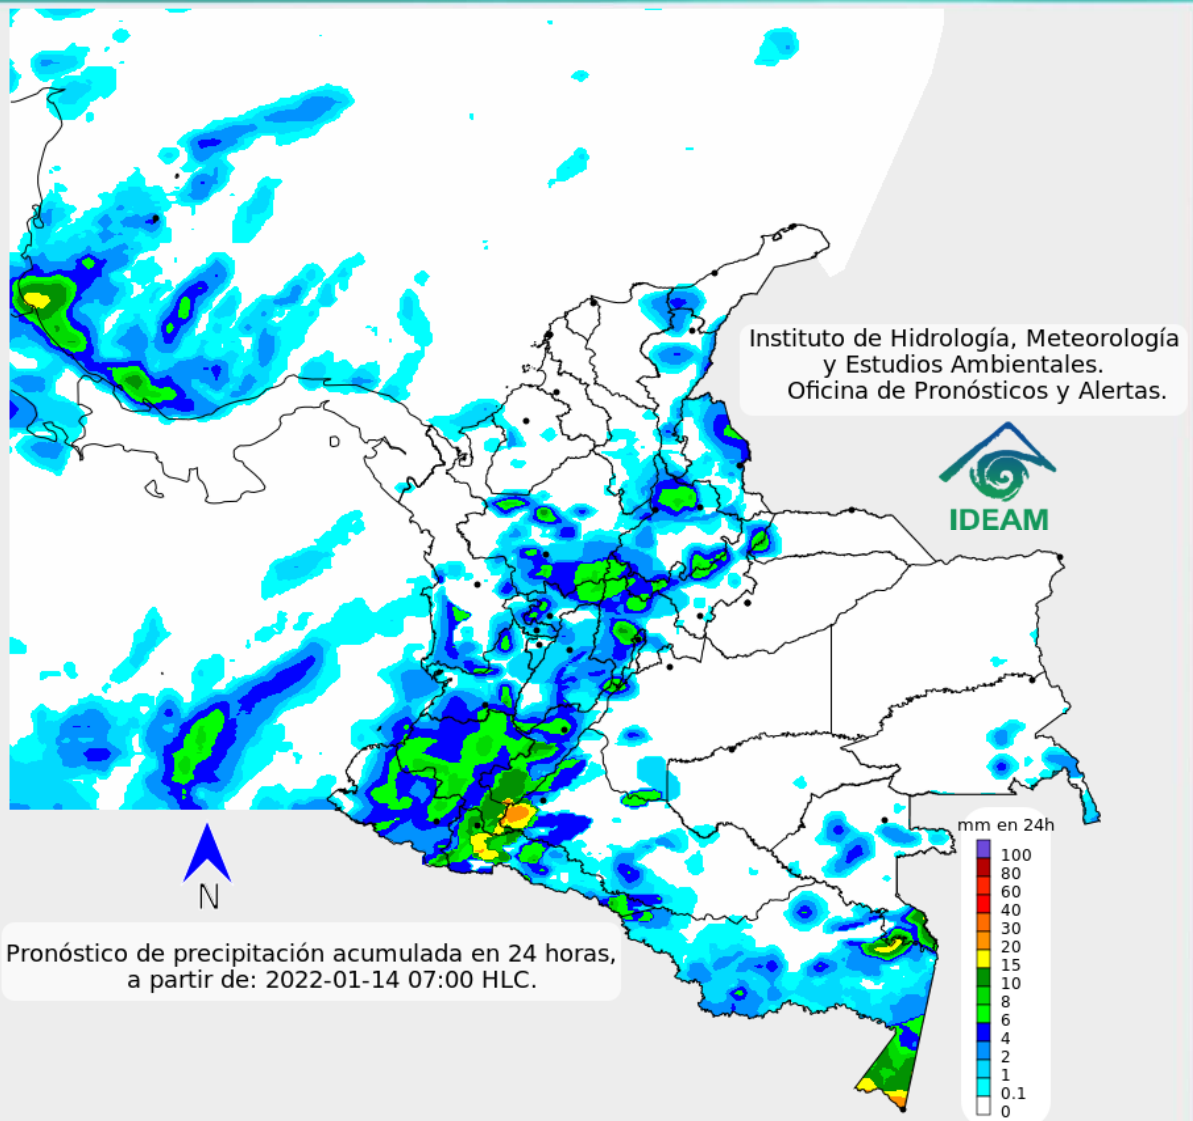 Instituto de Hidrología, Meteorología
y Estudios Ambientales.
Oficina de Pronósticos y Alertas.
IDEAM
mm en 24h
100
80
60
40
30
20
15
10
8
6
4
2
1
0.1
0
N
Pronóstico de precipitación acumulada en 24 horas,
a partir de: 2022-01-14 07:00 HLC.